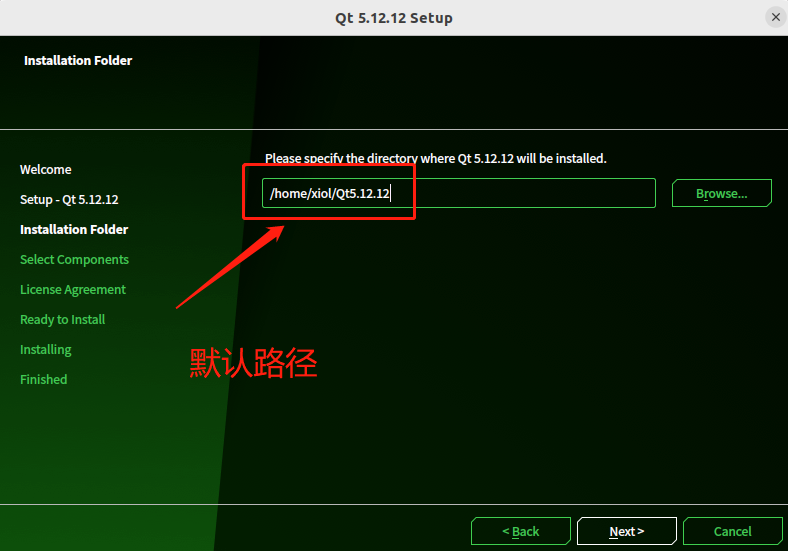 Qt 5.12.12 Setup
Installation Folder
Please specify the directory where Qt 5.12.12 will be installed.
/home/xiol/Qt5.12.12
Browse...
Welcome
Setup - Qt 5.12.12
Installation Folder
Select Components
License Agreement
Ready to Install
Installing
Finished
默认路径
< Back
Next >
Cancel